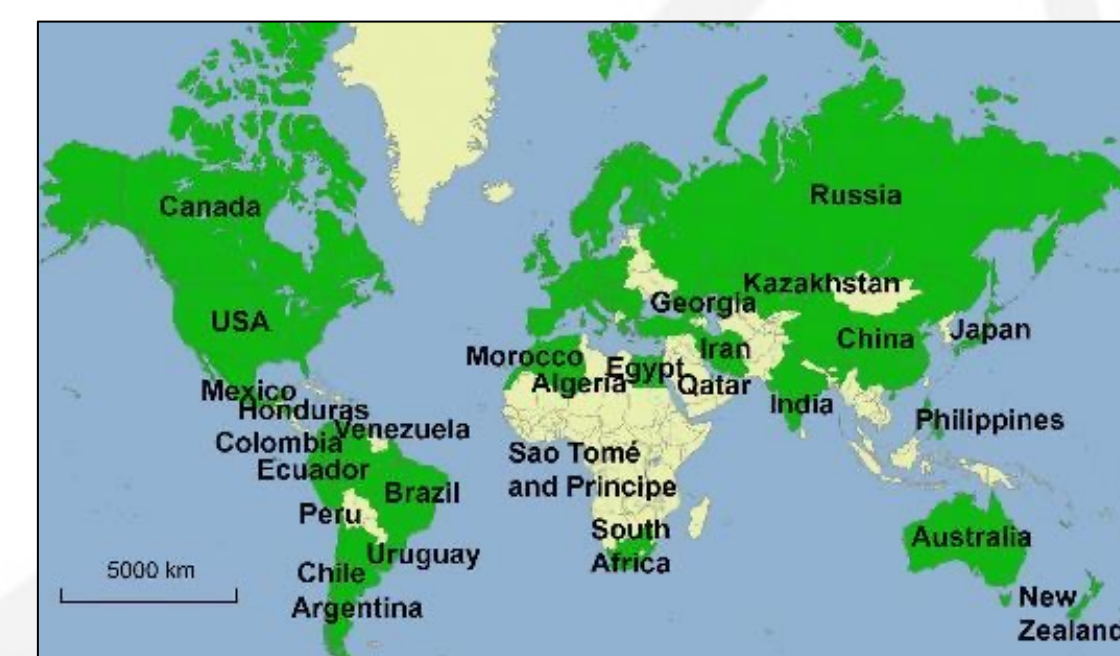 Canada
Russia
USA
Kazakhstan
Georgia
China
Japan
Morocco
Iran
Algeria
Egypt
Qatar
Mexico
Honduras
India
Philippines
Venezuela
Colombia
Ecuador
Sao Tomé
and Principe
Brazil
Peru
South
Africa
Australia
Uruguay
Chile
Argentina
5000 km
New
Zealand